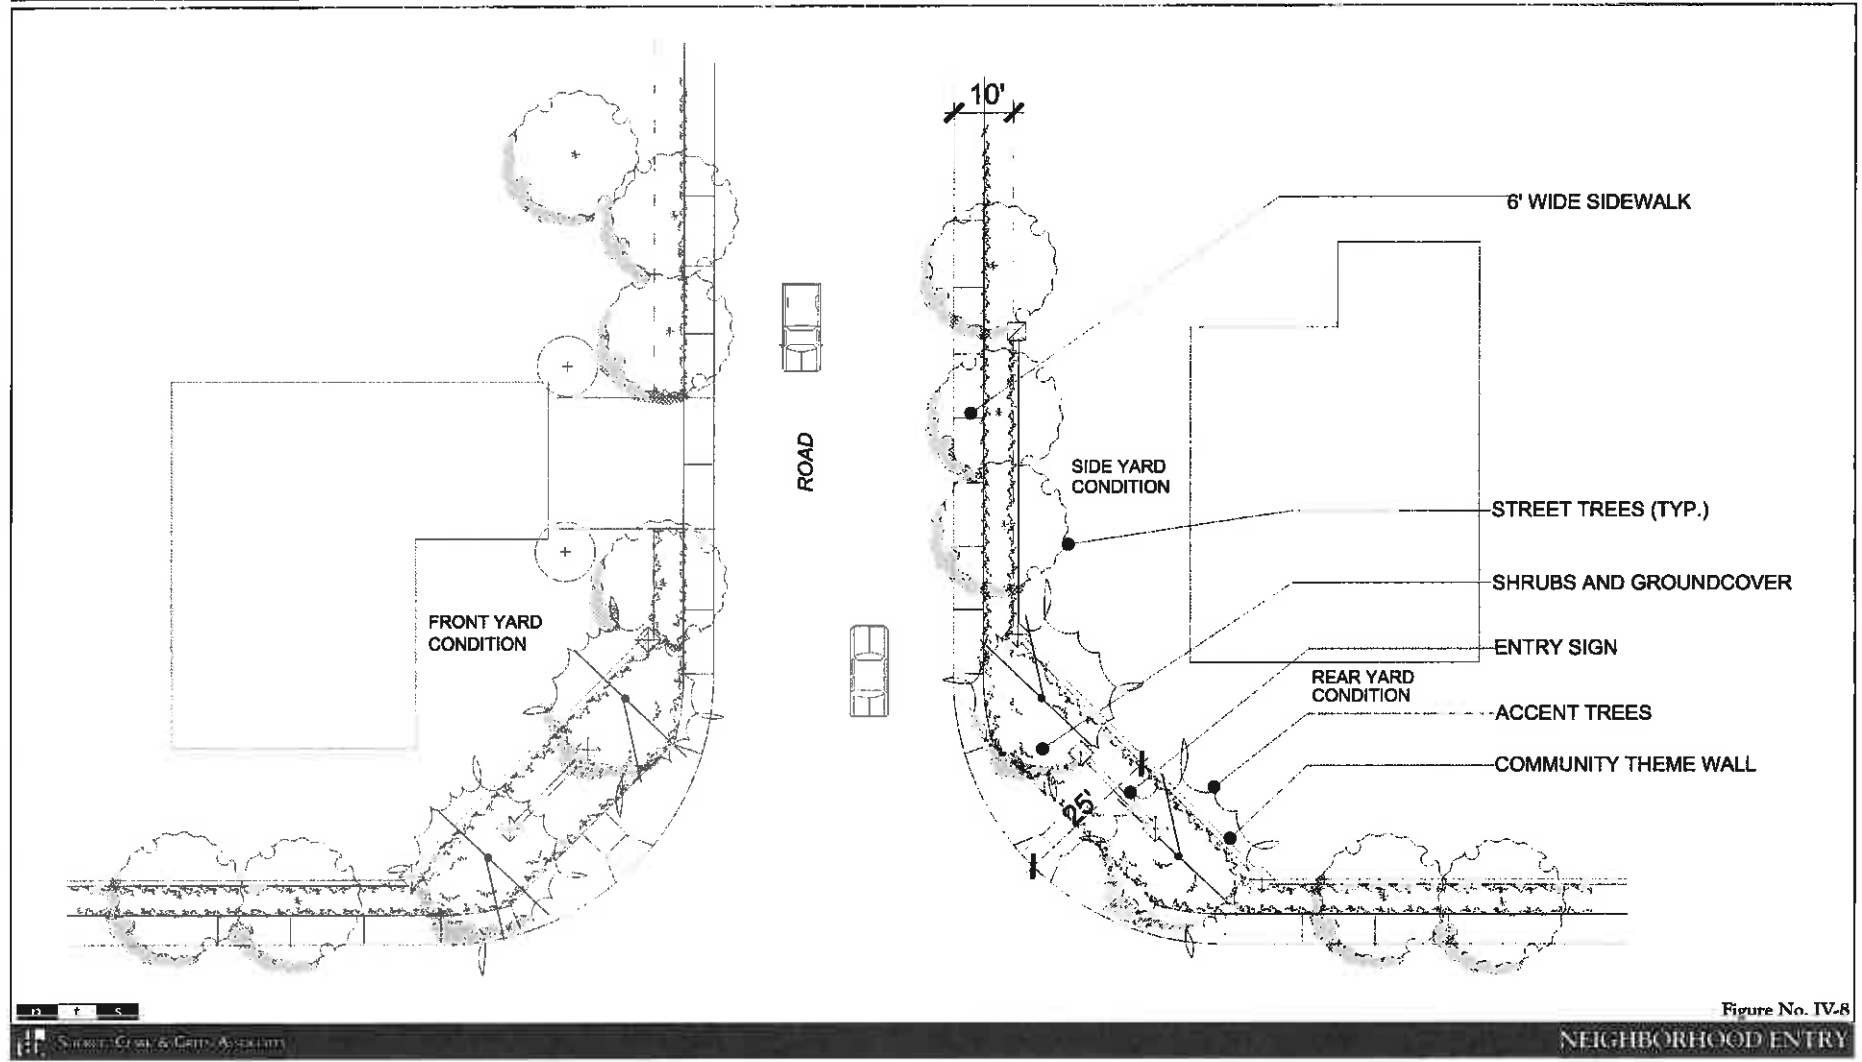 10'
6' WIDE SIDEWALK
ROAD
SIDE YARD
CONDITION
STREET TREES (TYP.)
SHRUBS AND GROUNDCOVER
FRONT YARD
CONDITION
ENTRY SIGN
REAR YARD
CONDITION
ACCENT TREES
COMMUNITY THEME WALL
25'
n t s
Figure No. IV-8
NEIGHBORHOOD ENTRY